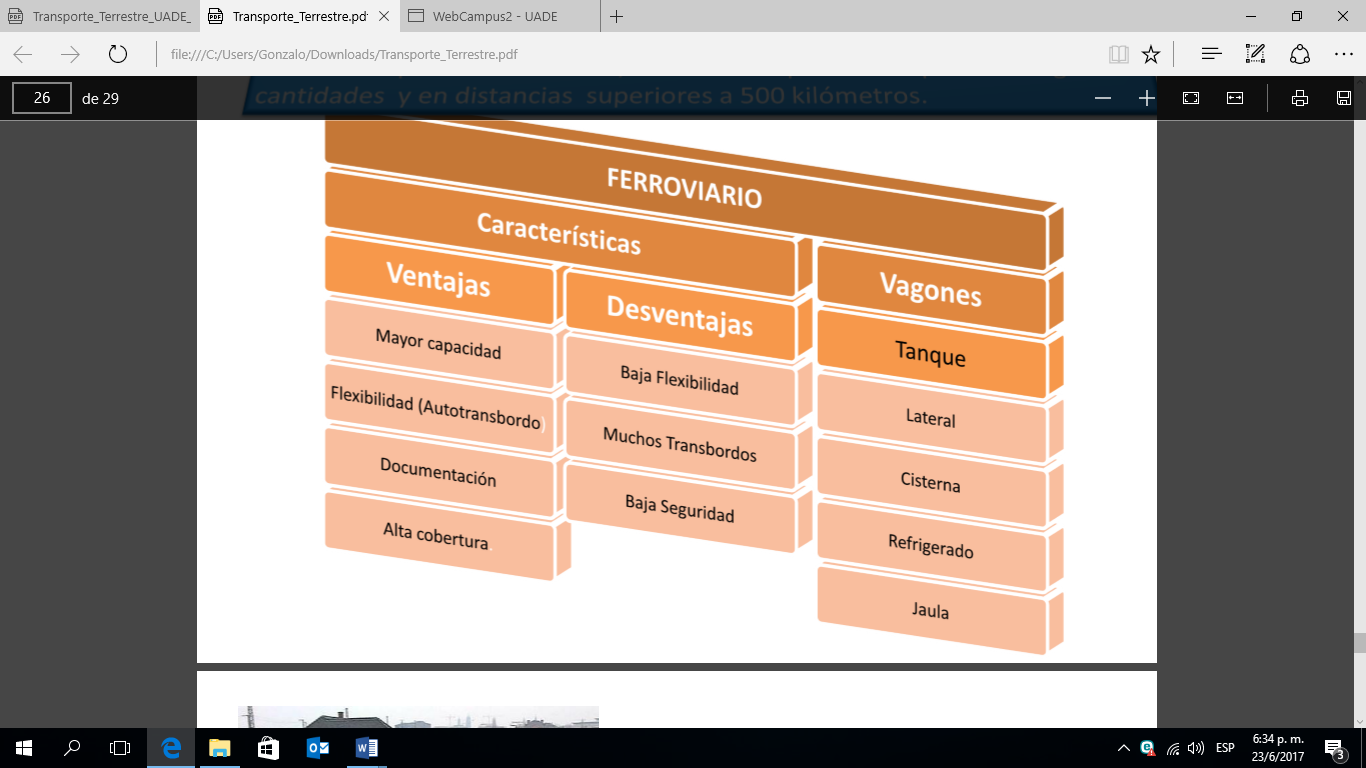 Transporte_Terrestre_UADE_
Transporte_Terrestre.pdf
WebCampus2 - UADE
file:///C:/Users/Gonzalo/Downloads/Transporte_Terrestre.pdf
26
de 29
cantidades y en distancias superiores a 500 kilómetros.
FERROVIARIO
Características
Vagones
Ventajas
Desventajas
Tanque
Mayor capacidad
Baja Flexibilidad
Lateral
Flexibilidad (Autotransbordo)
Muchos Transbordos
Cisterna
Documentación
Baja Seguridad
Refrigerado
Alta cobertura.
Jaula
ESP
6:34 p. m.
23/6/2017
3